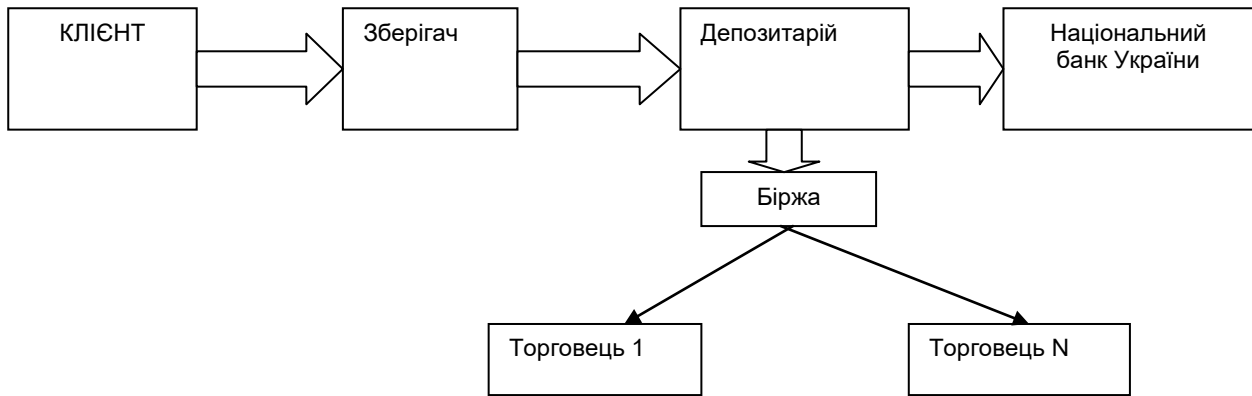 КЛІЄНТ
Зберігач
Депозитарій
Національний
банк України
Біржа
Торговець 1
Торговець N